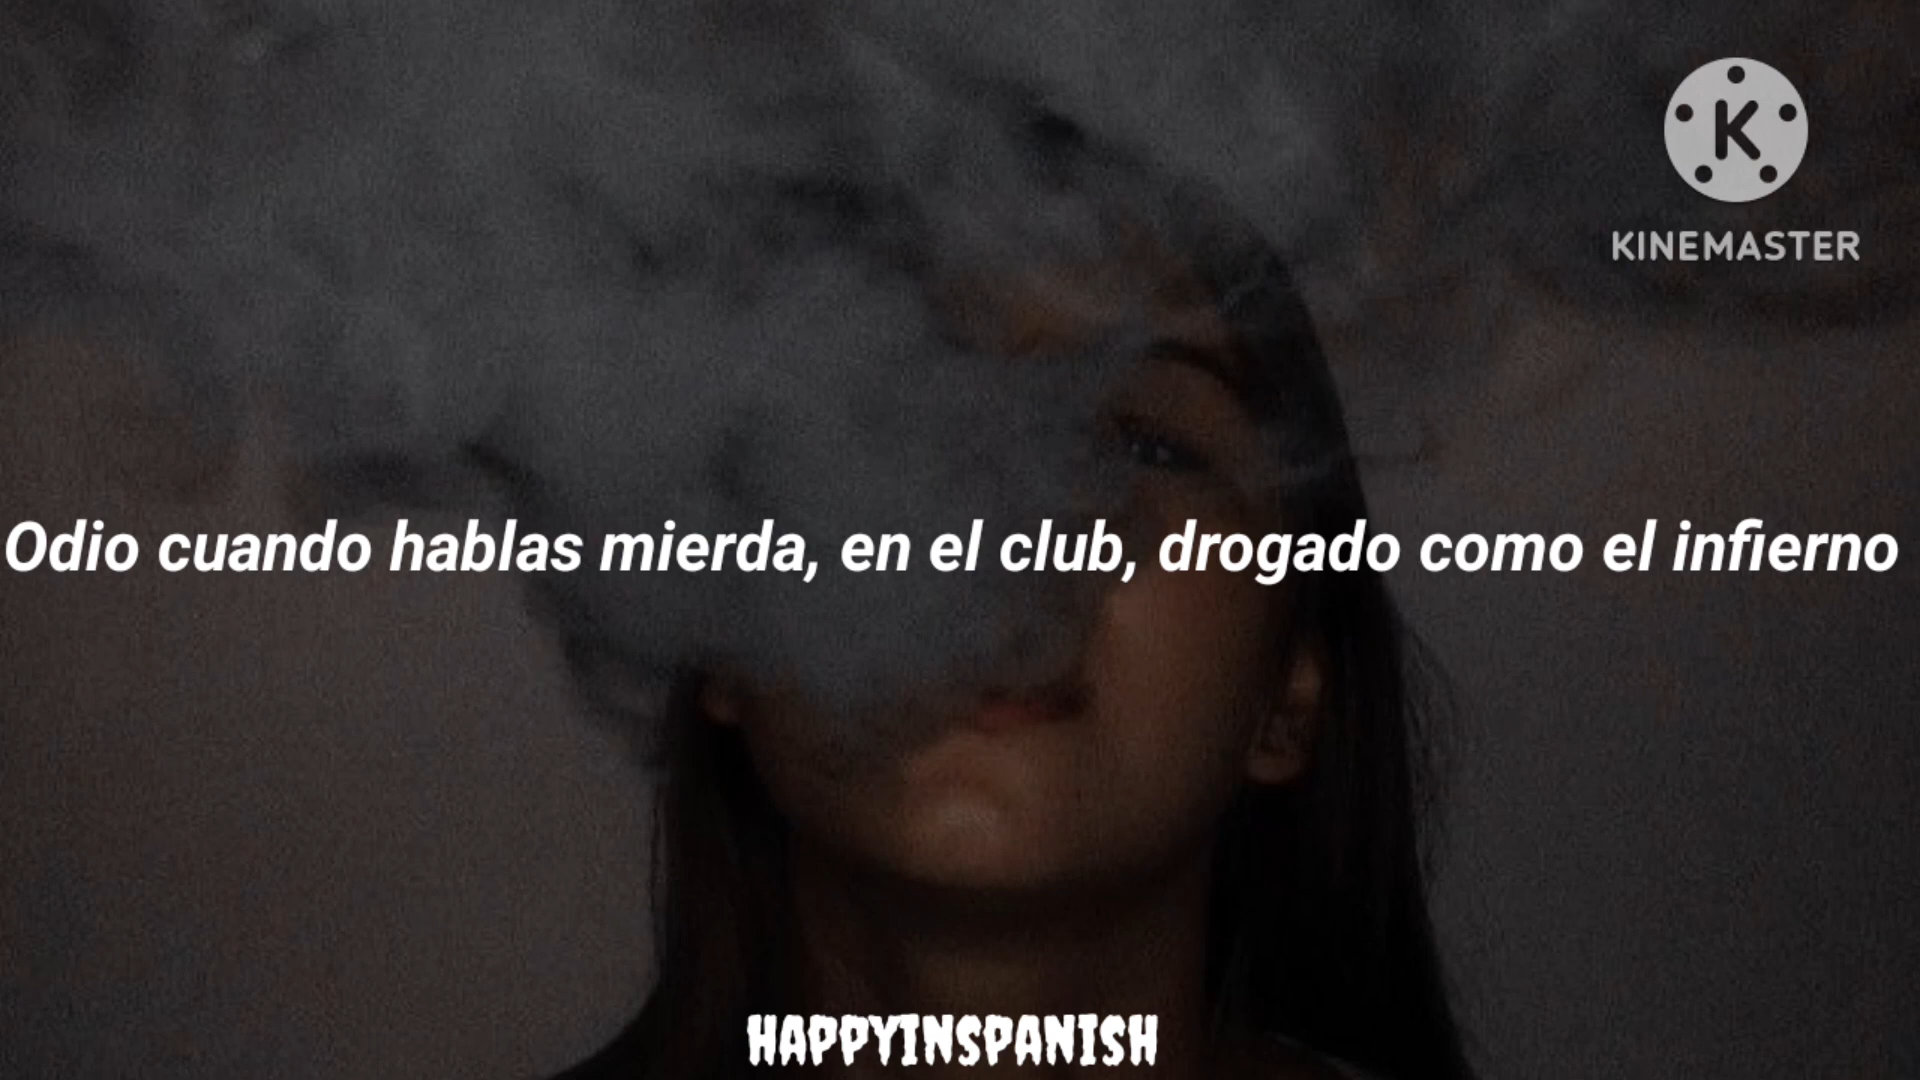 K
KINEMASTER
Odio cuando hablas mierda, en el club, drogado como el infierno
HAPPYINSPANISH